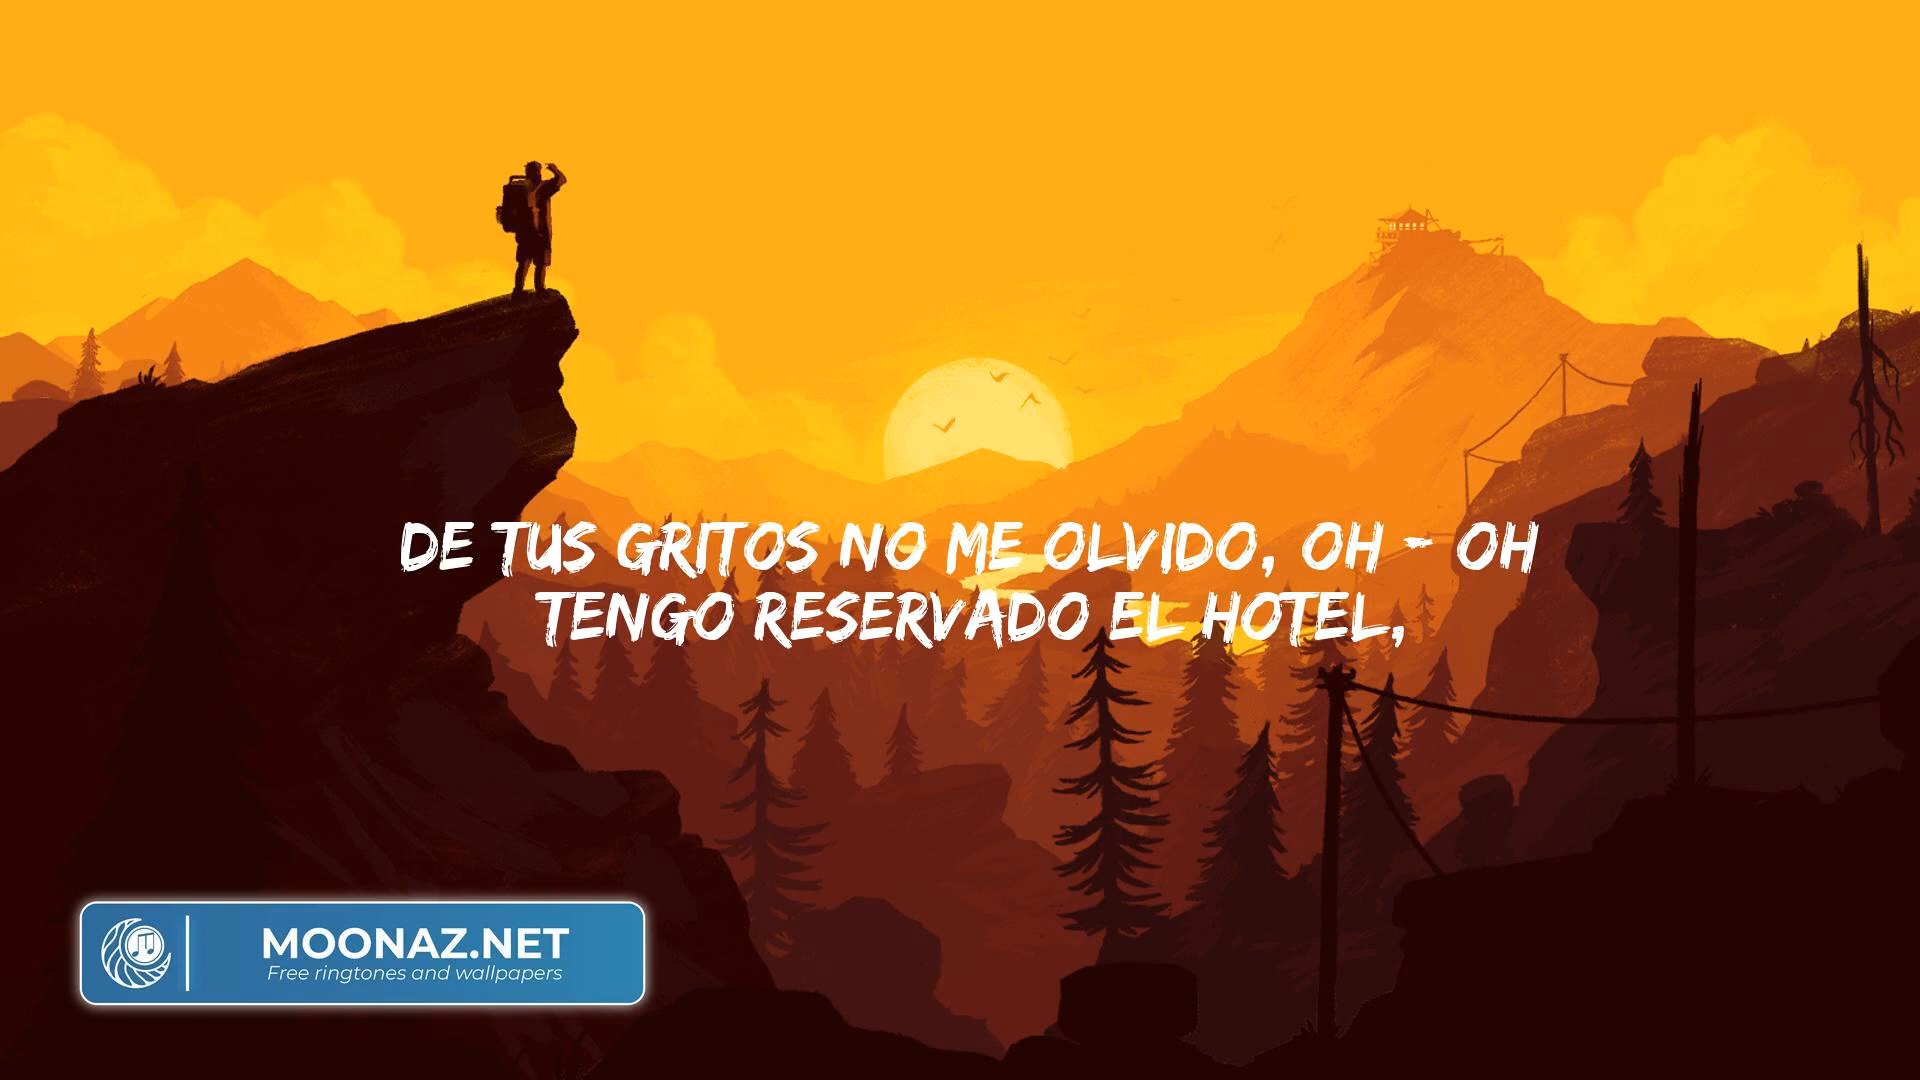 DE TUS GRITOS NO ME OLVIDO, OH - OH
TENGO RESERVADO EL HOTEL,
MOONAZ.NET
Free ringtones and wallpapers